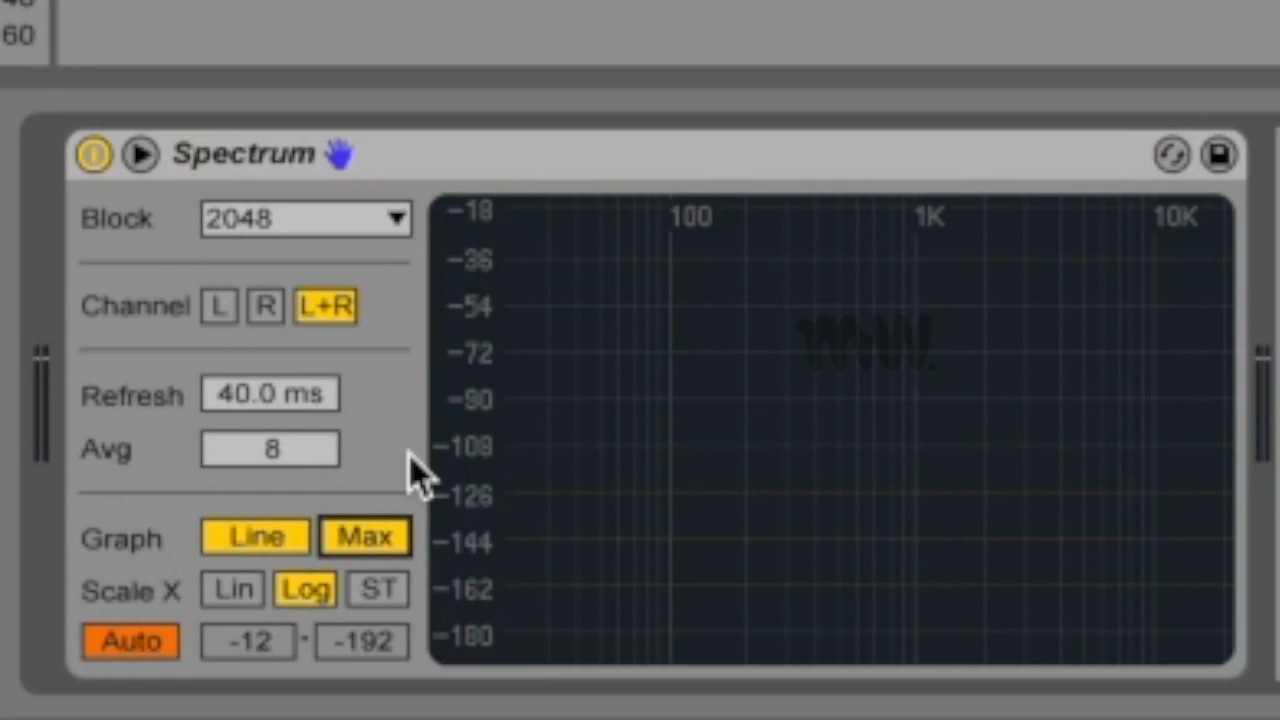 60
Spectrum
Block 2048
Channel L R L+R
Refresh 40.0 ms
Avg 8
Graph Line Max
Scale X Lin Log ST
Auto -12 - -192
100 1K 10K
-18
-36
-54
-72
-90
-108
-126
-144
-162
-180